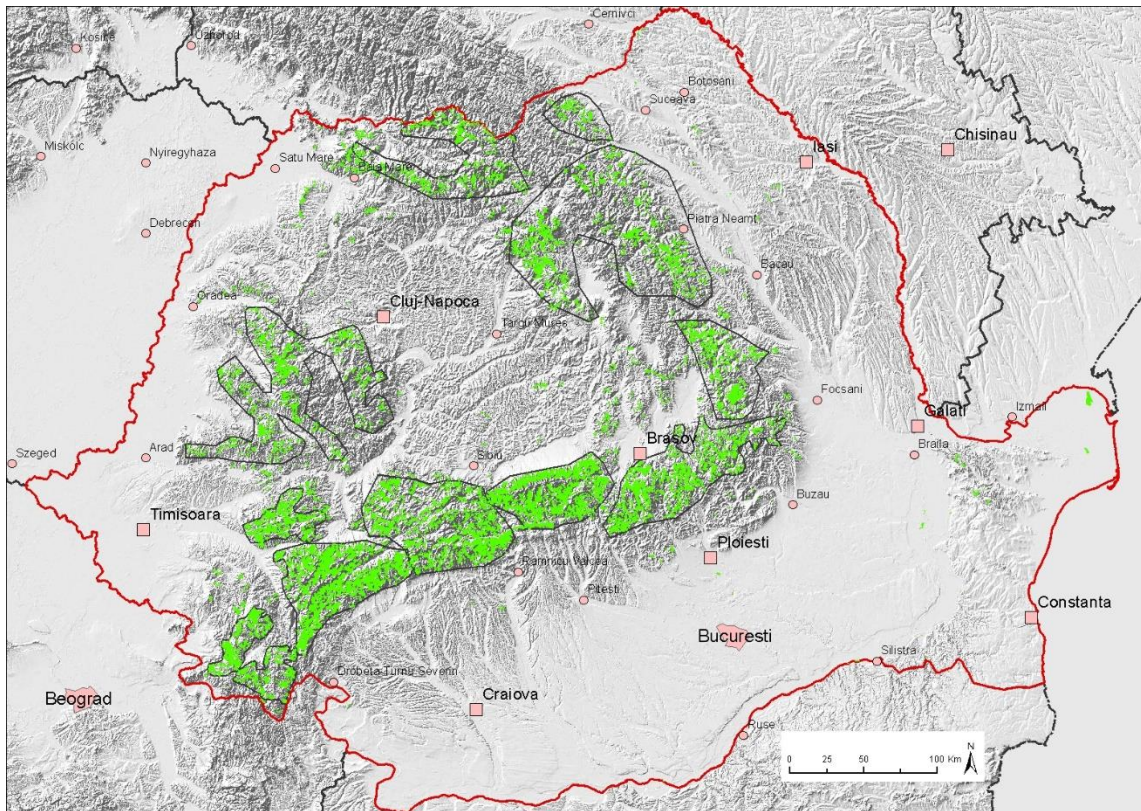 Cernivci
Kosice
Uzhorod
Botosani
Suceava
Iasi
Chisinau
Miskolc
Nyiregyhaza
Satu Mare
Baia Mare
Debrecen
Piatra Neamt
Bacau
Oradea
Cluj-Napoca
Targu Mures
Focsani
Izmail
Galati
Braila
Szeged
Arad
Sibiu
Brasov
Buzau
Timisoara
Ploiesti
Ramnicu Valcea
Pitesti
Constanta
Bucuresti
Silistra
Drobeta-Turnu Severin
Beograd
Craiova
Ruse
N
0 25 50 100 Km